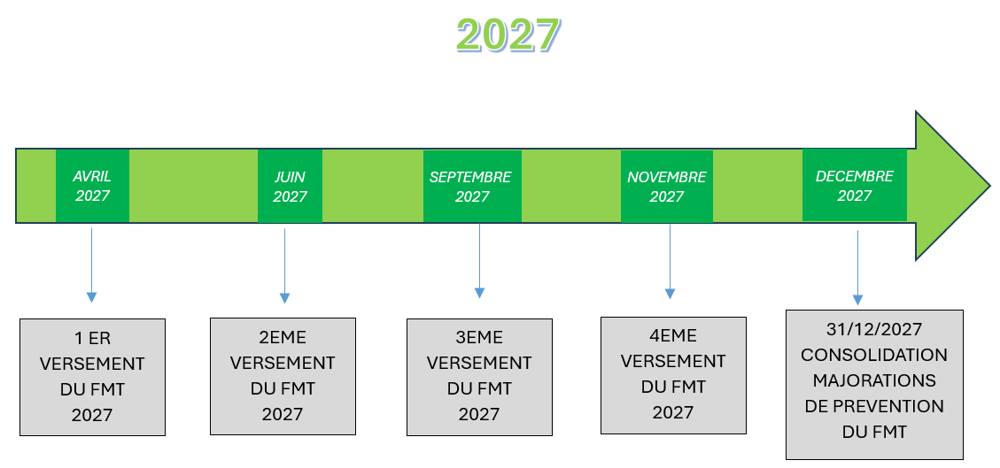 2027
AVRIL
2027
JUIN
2027
SEPTEMBRE
2027
NOVEMBRE
2027
DECEMBRE
2027
1 ER
VERSEMENT
DU FMT
2027
2EME
VERSEMENT
DU FMT
2027
3EME
VERSEMENT
DU FMT
2027
4EME
VERSEMENT
DU FMT
2027
31/12/2027
CONSOLIDATION
MAJORATIONS
DE PREVENTION
DU FMT